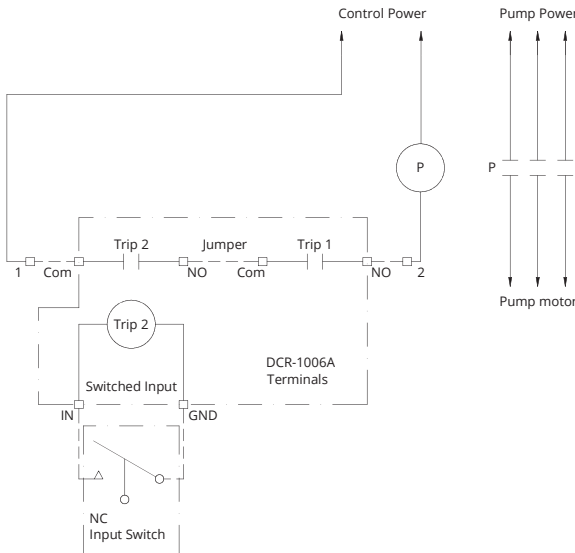 Control Power
Pump Power
P
P
Trip 2
Jumper
Trip 1
1
Com
NO
Com
NO
2
Pump motor
Trip 2
DCR-1006A
Terminals
Switched Input
IN
GND
NC
Input Switch